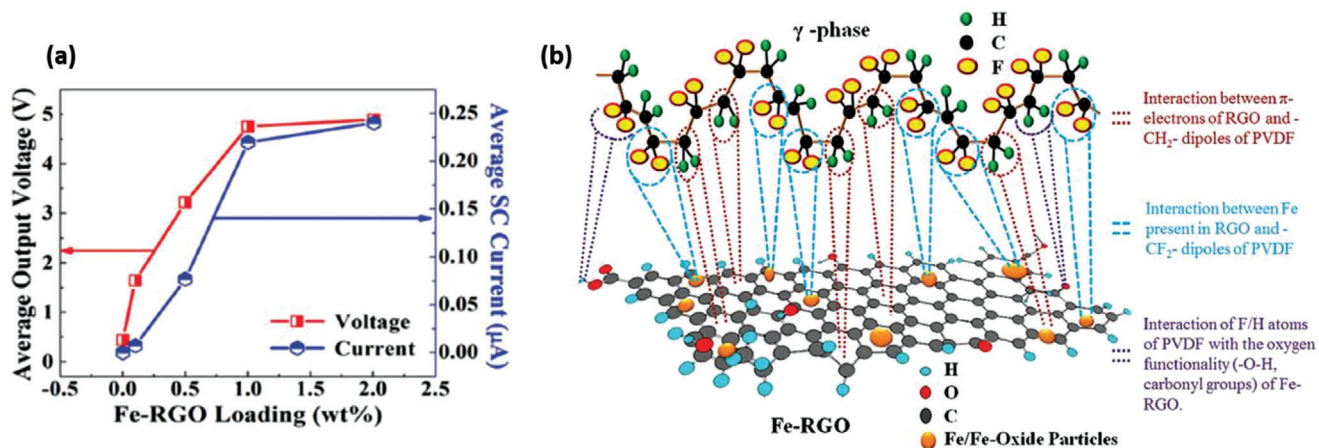 (a)
Average Output Voltage (V)
5
4
3
2
1
0
0.25
0.20
0.15
0.10
0.05
0.00
Average SC Current (μA)
Voltage
Current
-0.5 0.0 0.5 1.0 1.5 2.0 2.5
Fe-RGO Loading (wt%)
(b)
γ -phase
H
C
F
Interaction between π-
electrons of RGO and -
CH₂- dipoles of PVDF
Interaction between Fe
present in RGO and -
CF₂- dipoles of PVDF
Interaction of F/H atoms
of PVDF with the oxygen
functionality (-O-H,
carbonyl groups) of Fe-
RGO.
Fe-RGO
H
O
C
Fe/Fe-Oxide Particles